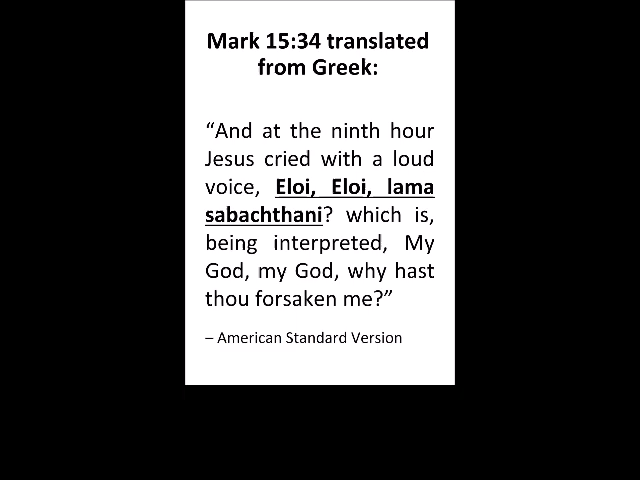 Mark 15:34 translated
from Greek:
“And at the ninth hour
Jesus cried with a loud
voice, Eloi, Eloi, lama
sabachthani? which is,
being interpreted, My
God, my God, why hast
thou forsaken me?”
– American Standard Version